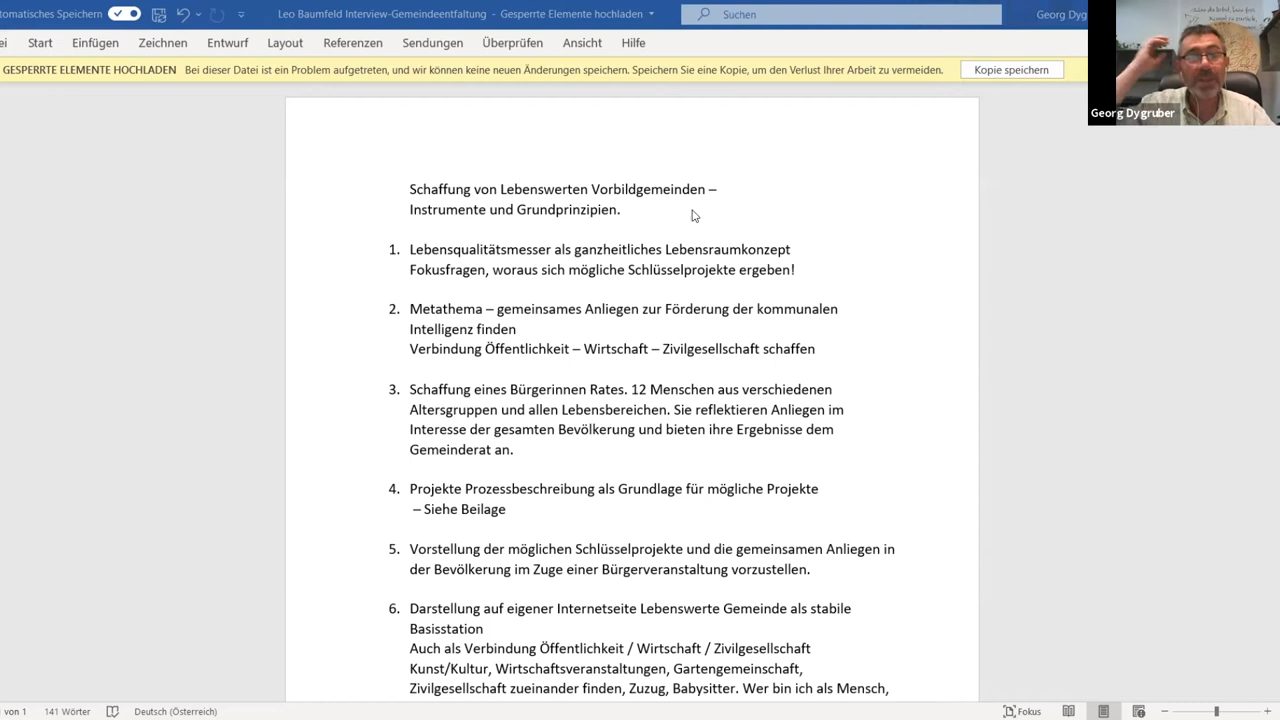 tomatisches Speichern
Leo Baumfeld Interview-Gemeindeentfaltung - Gesperrte Elemente hochladen
Suchen
Georg Dyg
ei Start Einfügen Zeichnen Entwurf Layout Referenzen Sendungen Überprüfen Ansicht Hilfe
GESPERRTE ELEMENTE HOCHLADEN Bei dieser Datei ist ein Problem aufgetreten, und wir können keine neuen Änderungen speichern. Speichern Sie eine Kopie, um den Verlust Ihrer Arbeit zu vermeiden. Kopie speichern
Georg Dygruber
Schaffung von Lebenswerten Vorbildgemeinden –
Instrumente und Grundprinzipien.
1. Lebensqualitätsmesser als ganzheitliches Lebensraumkonzept
Fokusfragen, woraus sich mögliche Schlüsselprojekte ergeben!
2. Metathema – gemeinsames Anliegen zur Förderung der kommunalen
Intelligenz finden
Verbindung Öffentlichkeit – Wirtschaft – Zivilgesellschaft schaffen
3. Schaffung eines Bürgerinnen Rates. 12 Menschen aus verschiedenen
Altersgruppen und allen Lebensbereichen. Sie reflektieren Anliegen im
Interesse der gesamten Bevölkerung und bieten ihre Ergebnisse dem
Gemeinderat an.
4. Projekte Prozessbeschreibung als Grundlage für mögliche Projekte
– Siehe Beilage
5. Vorstellung der möglichen Schlüsselprojekte und die gemeinsamen Anliegen in
der Bevölkerung im Zuge einer Bürgerveranstaltung vorzustellen.
6. Darstellung auf eigener Internetseite Lebenswerte Gemeinde als stabile
Basisstation
Auch als Verbindung Öffentlichkeit / Wirtschaft / Zivilgesellschaft
Kunst/Kultur, Wirtschaftsveranstaltungen, Gartengemeinschaft,
Zivilgesellschaft zueinander finden, Zuzug, Babysitter. Wer bin ich als Mensch,
von 1 141 Wörter Deutsch (Österreich) Fokus